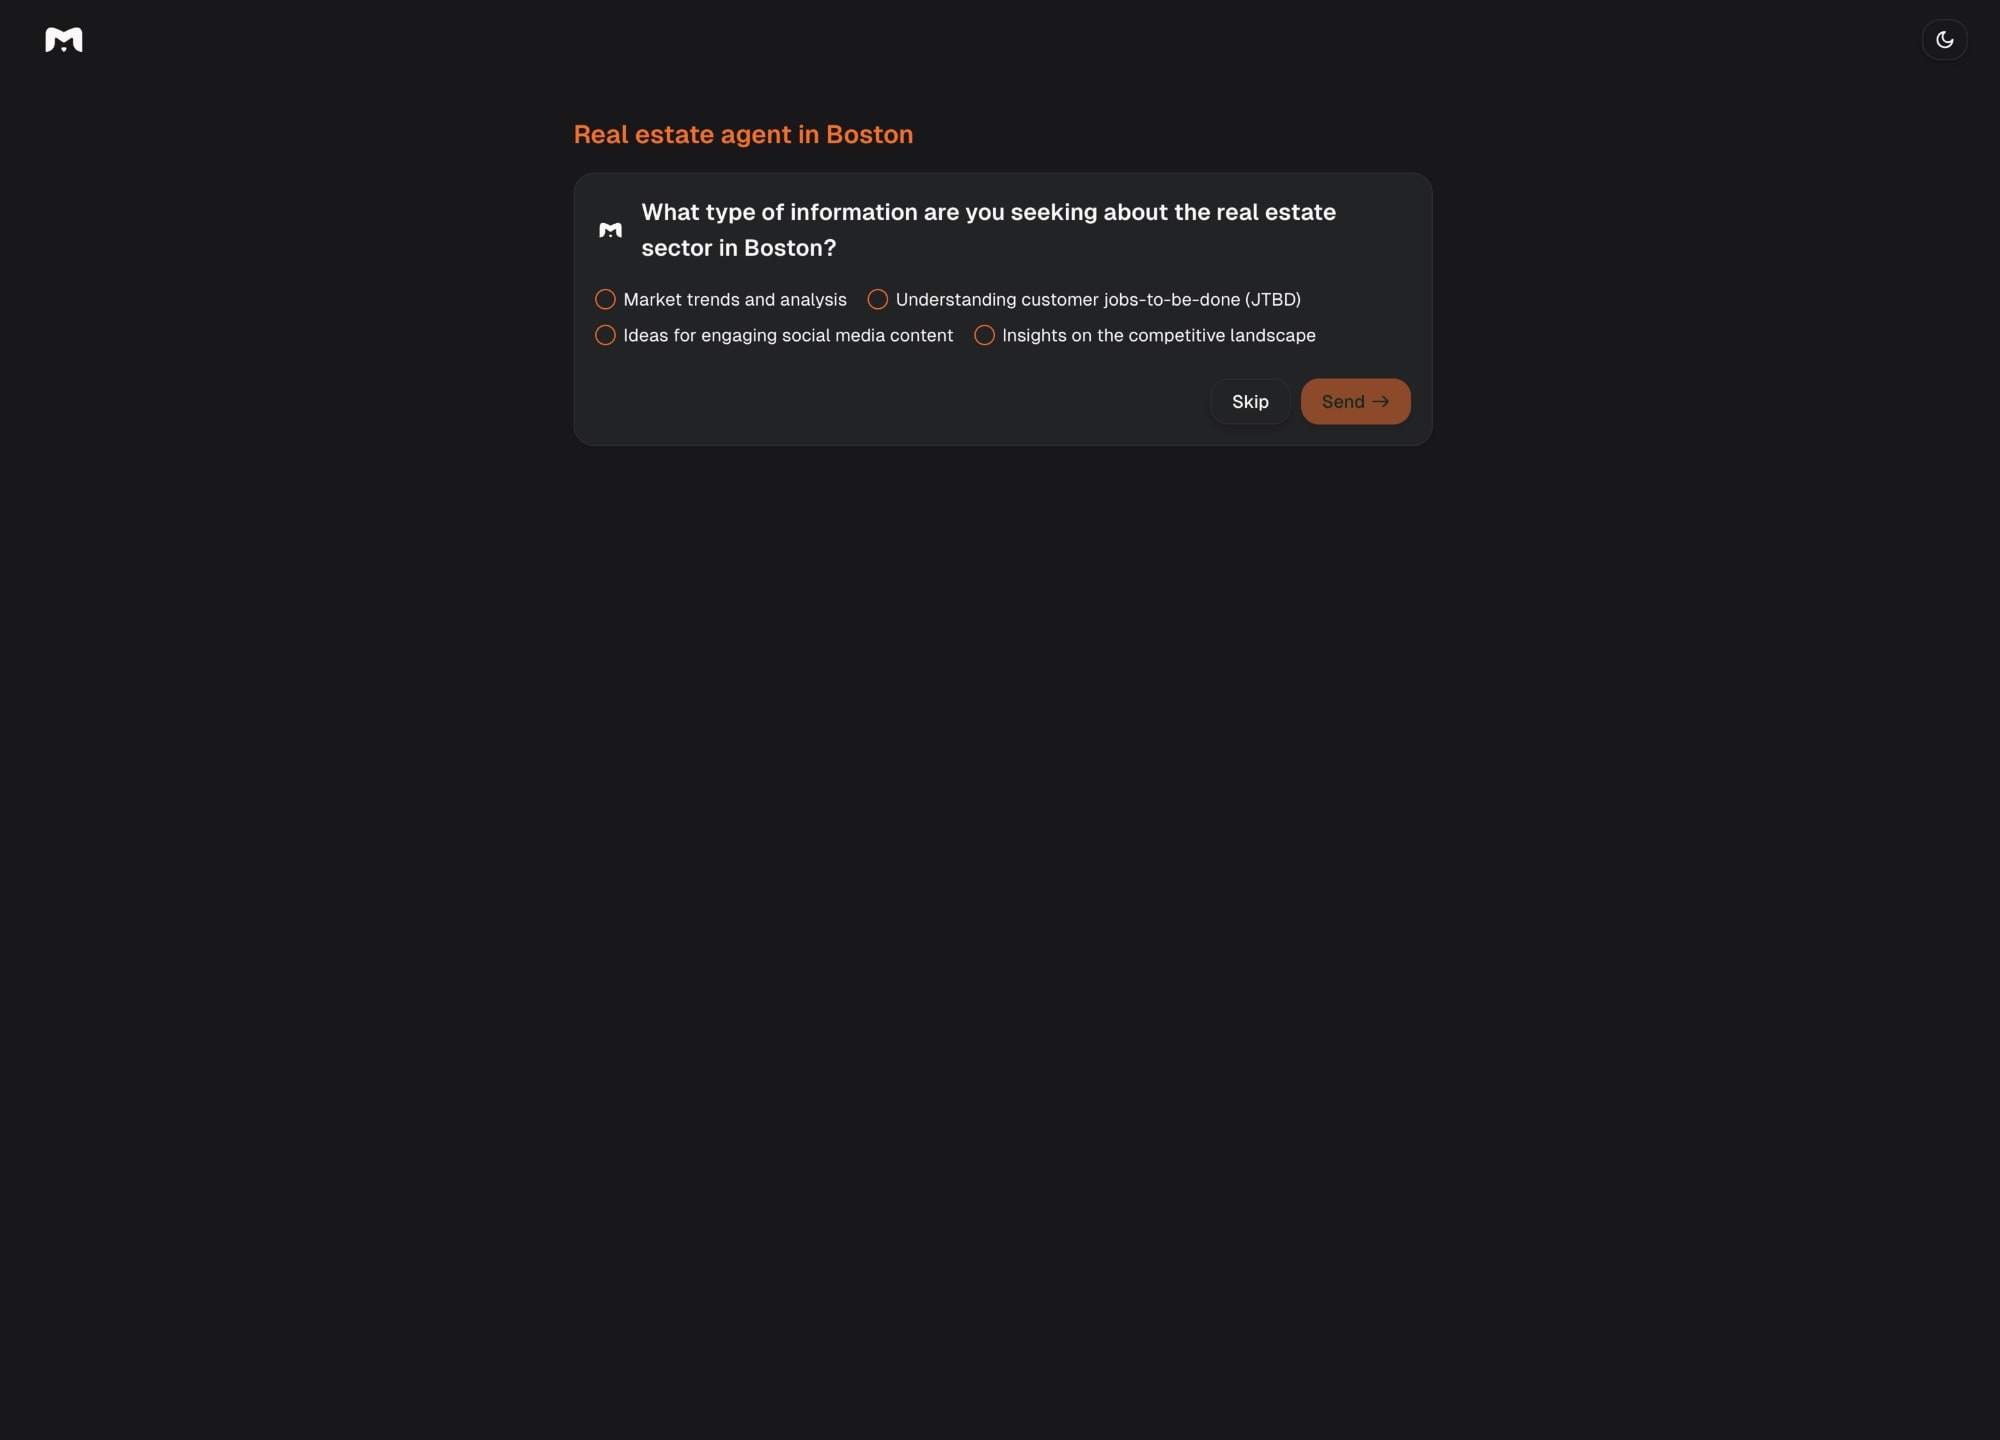 Real estate agent in Boston
What type of information are you seeking about the real estate
sector in Boston?
Market trends and analysis Understanding customer jobs-to-be-done (JTBD)
Ideas for engaging social media content Insights on the competitive landscape
Skip Send →